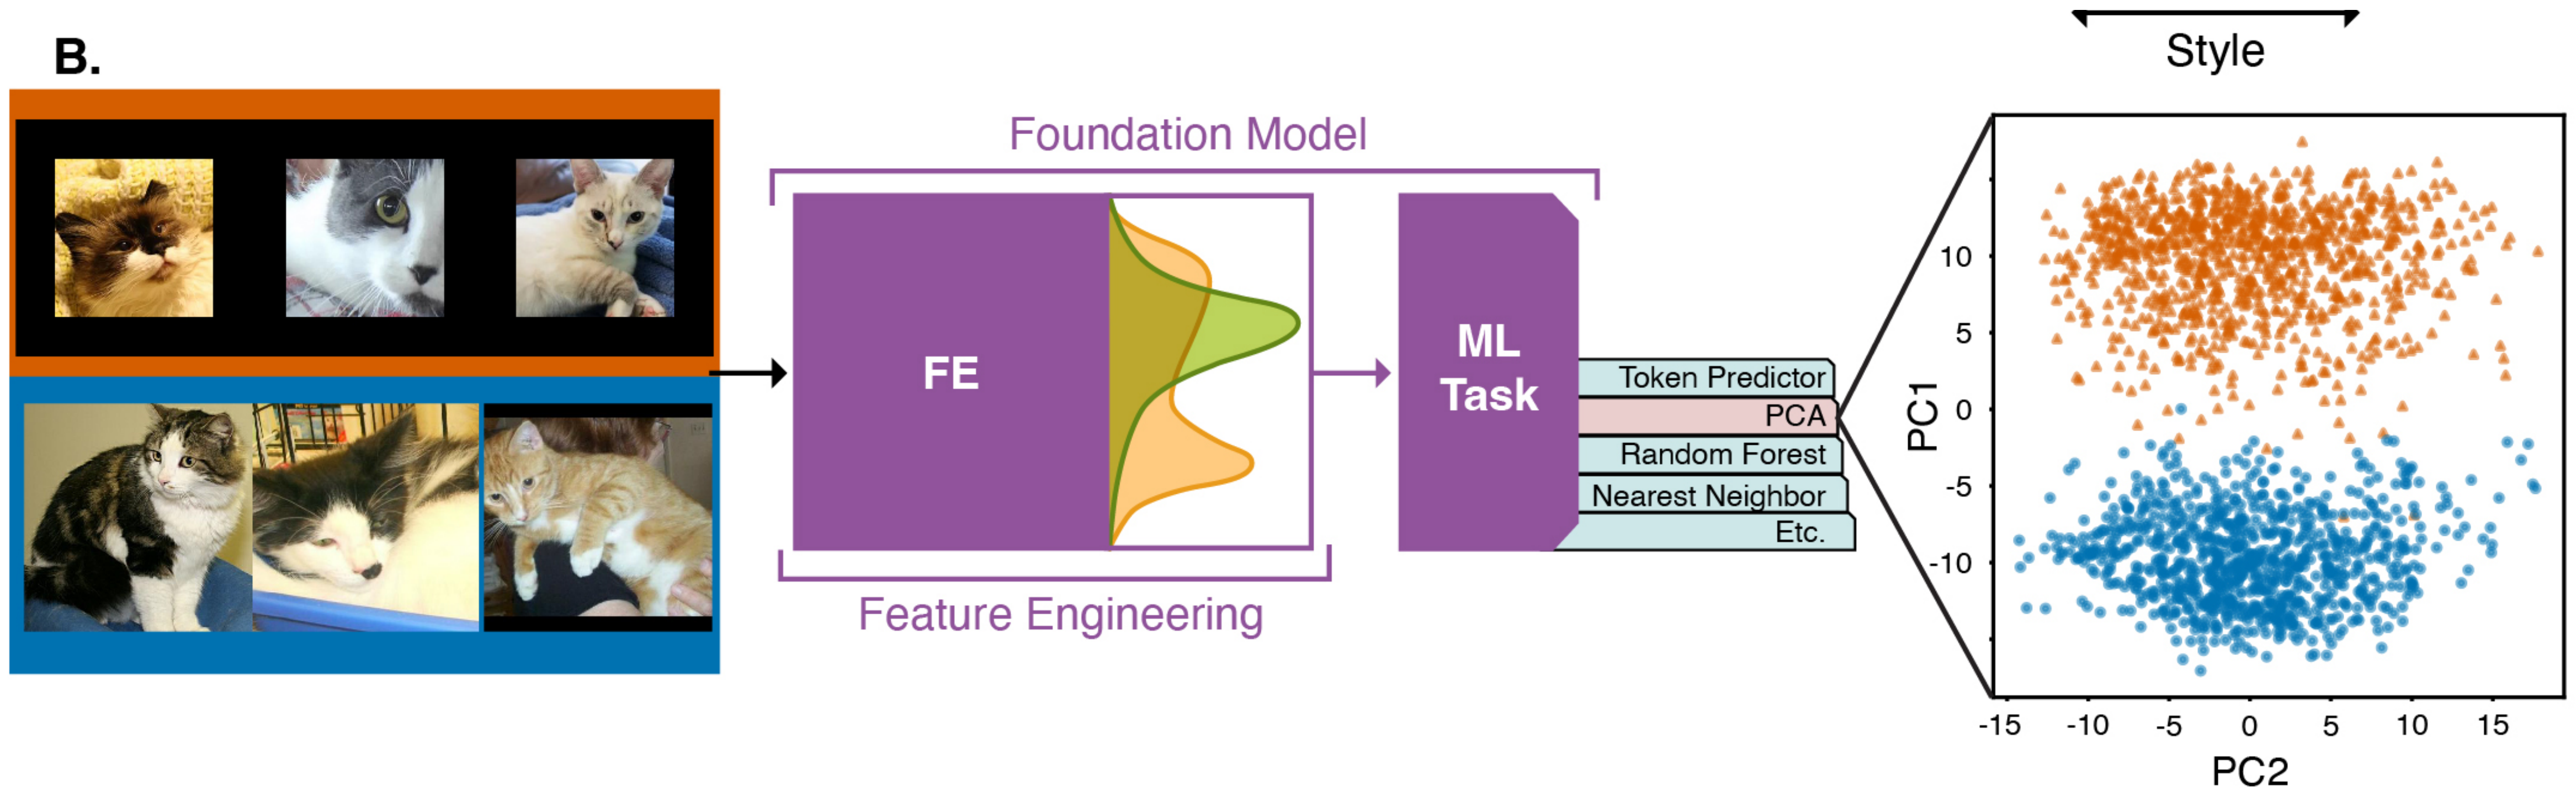 B.
Style
Foundation Model
FE
ML
Task
Token Predictor
PCA
Random Forest
Nearest Neighbor
Etc.
Feature Engineering
PC1
10
5
0
-5
-10
-15
-10
-5
0
5
10
15
PC2